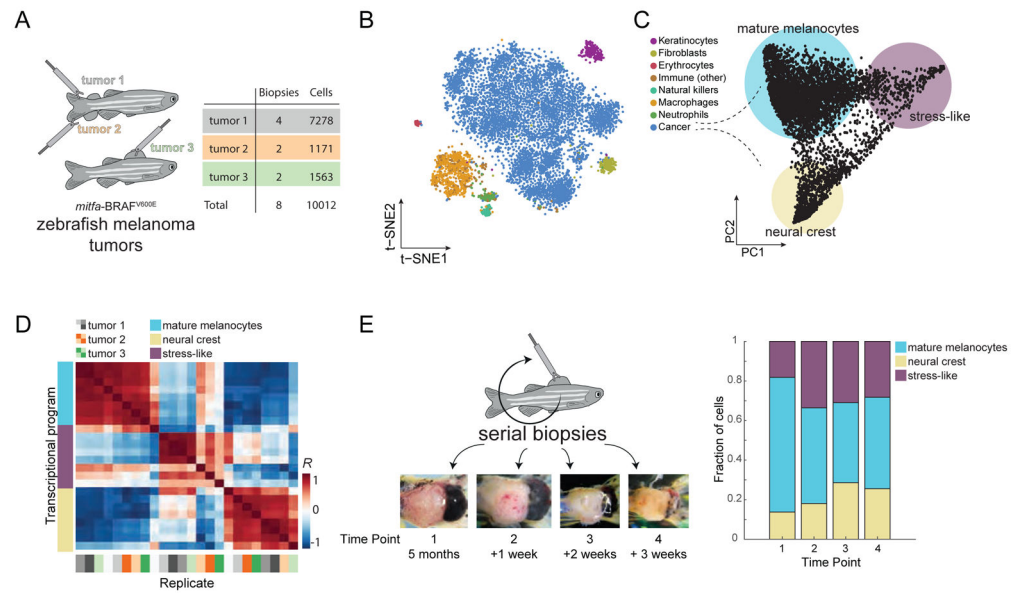 A
tumor 1
tumor 2
tumor 3
mitfa-BRAFV600E
zebrafish melanoma
tumors
Biopsies Cells
tumor 1 4 7278
tumor 2 2 1171
tumor 3 2 1563
Total 8 10012
B
t-SNE2
t-SNE1
Keratinocytes
Fibroblasts
Erythrocytes
Immune (other)
Natural killers
Macrophages
Neutrophils
Cancer
C
mature melanocytes
stress-like
neural crest
PC2
PC1
D
tumor 1 mature melanocytes
tumor 2 neural crest
tumor 3 stress-like
Transcriptional program
R
1
0
-1
Replicate
E
serial biopsies
Time Point 1 2 3 4
5 months +1 week +2 weeks + 3 weeks
Fraction of cells
1
0.8
0.6
0.4
0.2
0
1 2 3 4
Time Point
mature melanocytes
neural crest
stress-like